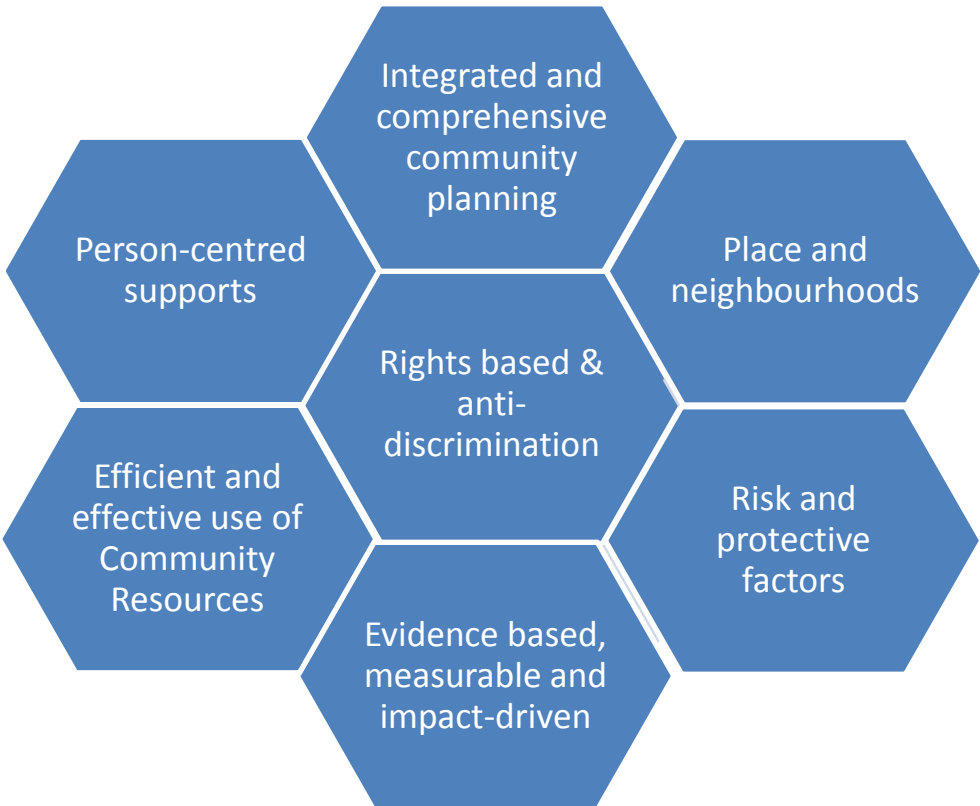 Integrated and
comprehensive
community
planning
Person-centred
supports
Place and
neighbourhoods
Rights based &
anti-
discrimination
Efficient and
effective use of
Community
Resources
Risk and
protective
factors
Evidence based,
measurable and
impact-driven